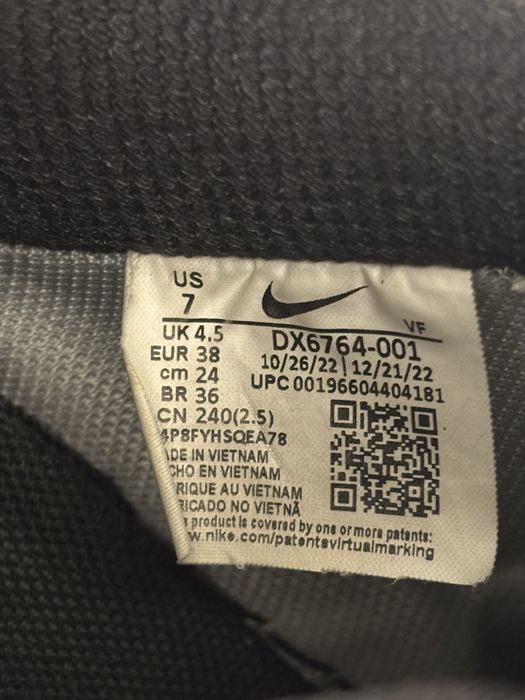 US
7
UK 4.5
EUR 38
cm 24
BR 36
CN 240(2.5)
4P8FYHSQEA78
ADE IN VIETNAM
CHO EN VIETNAM
RIQUE AU VIETNAM
RICADO NO VIETNÃ
product is covered by one or more patents:
w.nike.com/patentsvirtualmarking
VF
DX6764-001
10/26/22 | 12/21/22
UPC 00196604404181